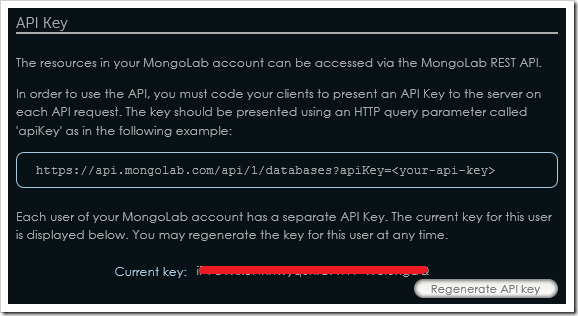 API Key
The resources in your MongoLab account can be accessed via the MongoLab REST API.
In order to use the API, you must code your clients to present an API Key to the server on
each API request. The key should be presented using an HTTP query parameter called
'apiKey' as in the following example:
https://api.mongolab.com/api/1/databases?apiKey=<your-api-key>
Each user of your MongoLab account has a separate API Key. The current key for this user
is displayed below. You may regenerate the key for this user at any time.
Current key:
Regenerate API key